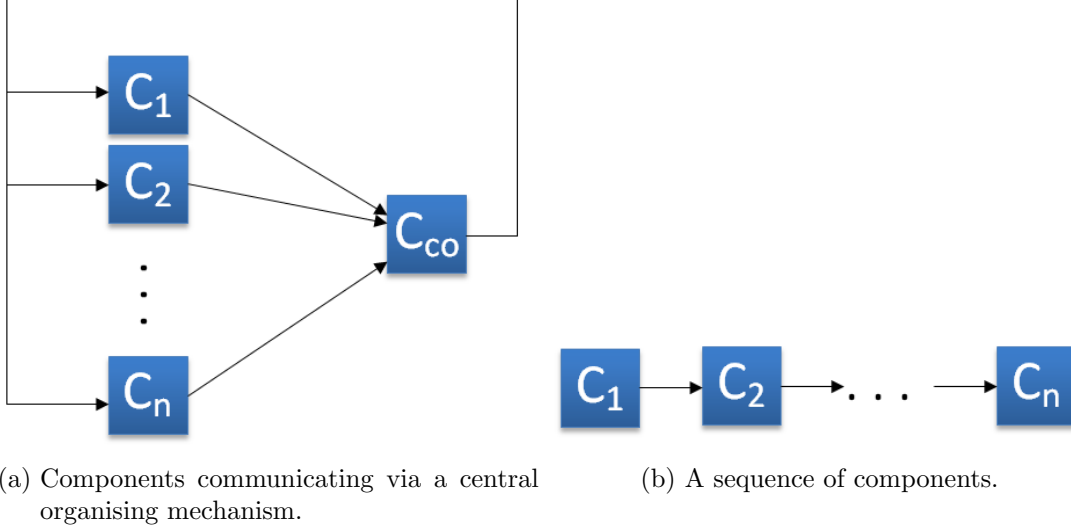 C1
C2
Cco
Cn
C1
C2
. . .
Cn
(a) Components communicating via a central
organising mechanism.
(b) A sequence of components.